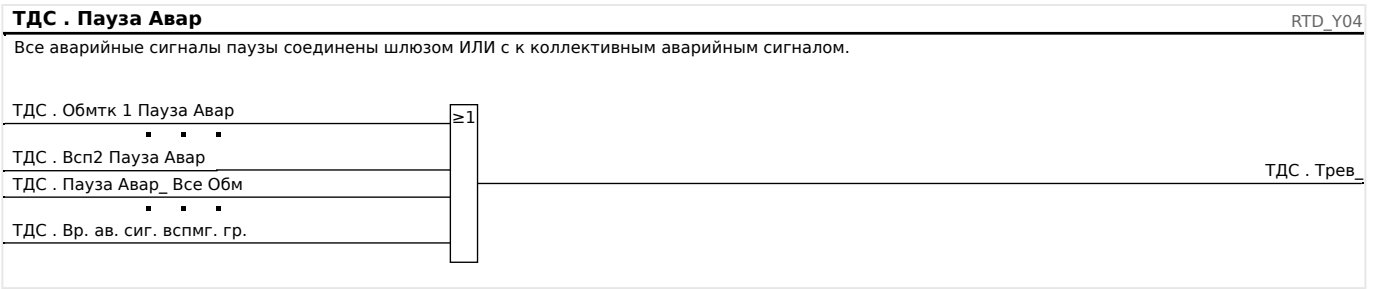 ТДС . Пауза Авар
RTD_Y04
Все аварийные сигналы паузы соединены шлюзом ИЛИ с к коллективным аварийным сигналом.
ТДС . Обмтк 1 Пауза Авар
≥1
ТДС . Всп2 Пауза Авар
ТДС . Трев_
ТДС . Пауза Авар_ Все Обм
ТДС . Вр. ав. сиг. вспмг. гр.